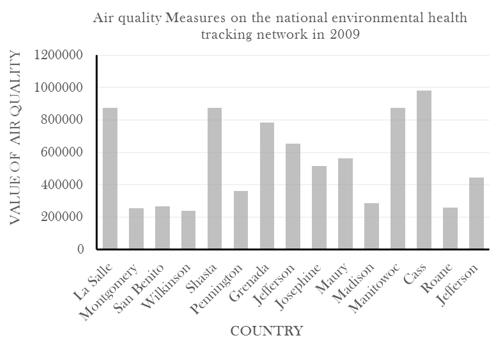 Air quality Measures on the national environmental health
tracking network in 2009
VALUE OF AIR QUALITY
1200000
1000000
800000
600000
400000
200000
0
La Salle
Montgomery
San Benito
Wilkinson
Shasta
Pennington
Grenada
Jefferson
Josephine
Maury
Madison
Manitowoc
Cass
Roane
Jefferson
COUNTRY